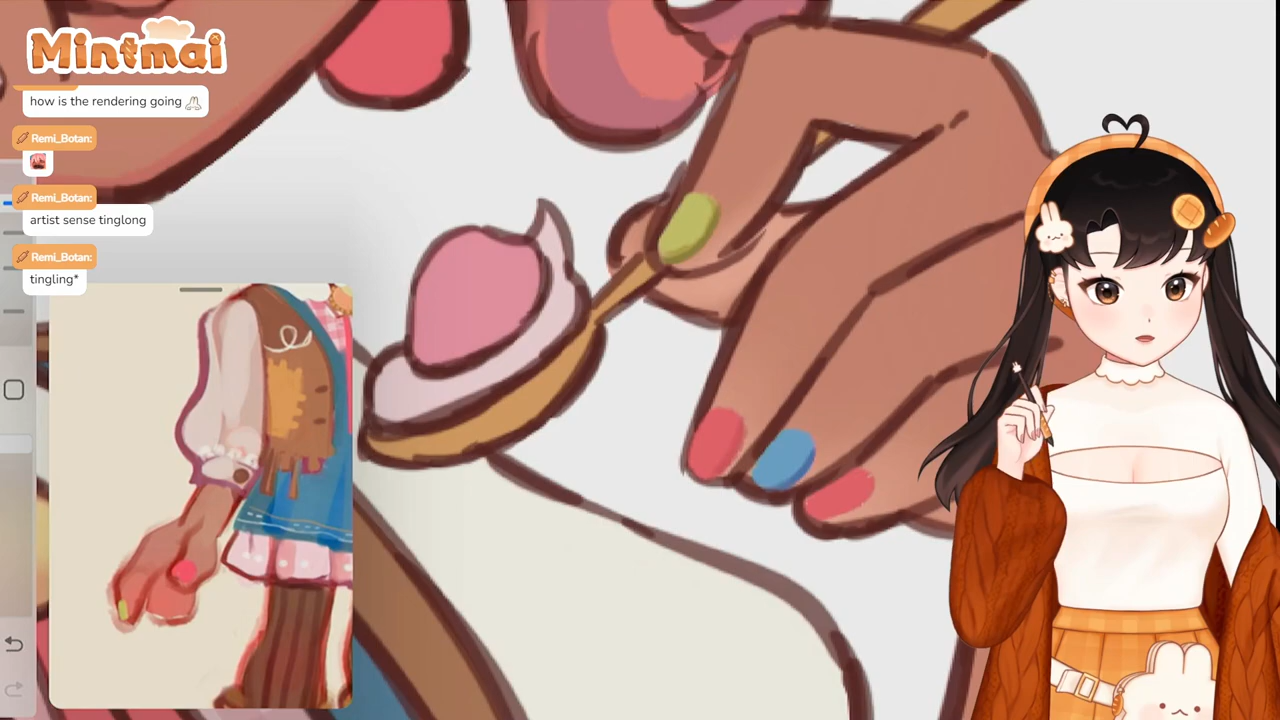 Mintmai
how is the rendering going
Remi_Botan:
Remi_Botan:
artist sense tinglong
Remi_Botan:
tingling*